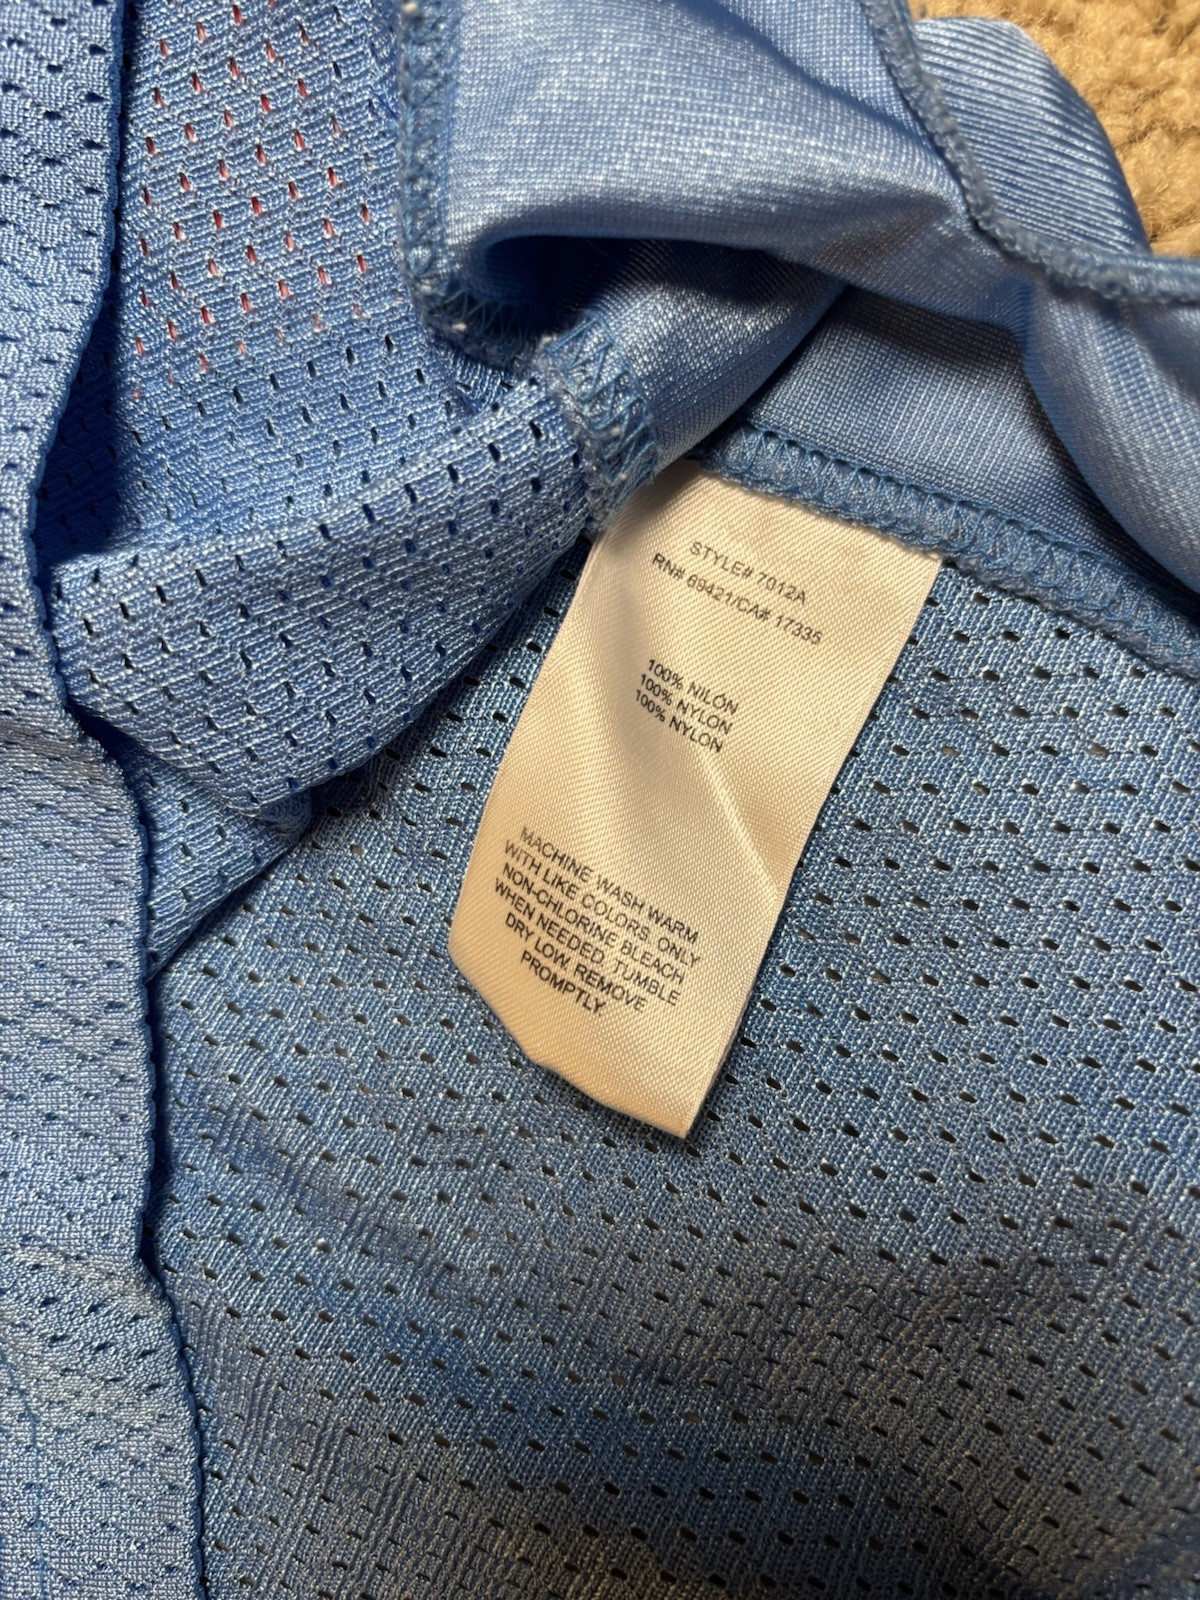 STYLE# 7012A
RN# 69421/CA# 17335
100% NILÓN
100% NYLON
100% NYLON
MACHINE WASH WARM
WITH LIKE COLORS. ONLY
NON-CHLORINE BLEACH
WHEN NEEDED. TUMBLE
DRY LOW. REMOVE
PROMPTLY.